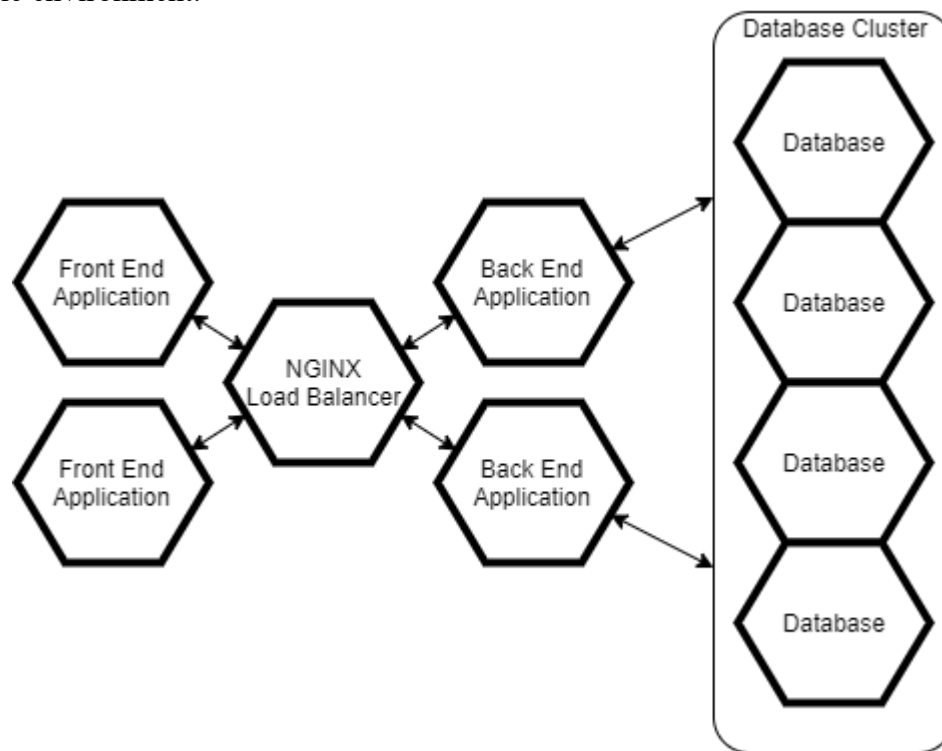 environment.
Database Cluster
Database
Front End
Application
Back End
Application
Database
NGINX
Load Balancer
Front End
Application
Back End
Application
Database
Database